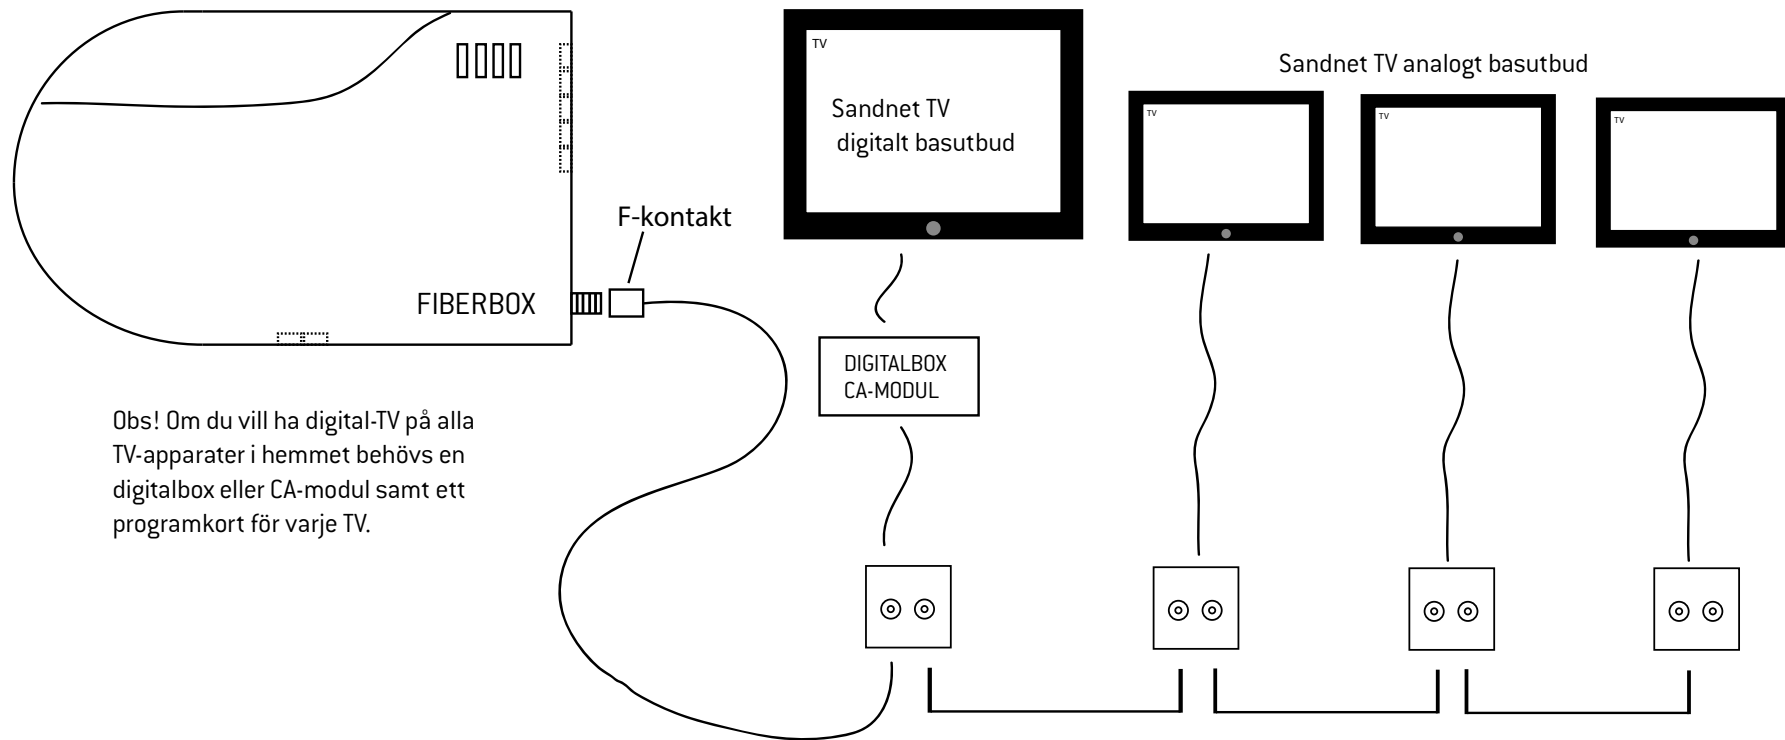 TV
Sandnet TV
digitalt basutbud
Sandnet TV analogt basutbud
TV
TV
TV
F-kontakt
FIBERBOX
DIGITALBOX
CA-MODUL
Obs! Om du vill ha digital-TV på alla
TV-apparater i hemmet behövs en
digitalbox eller CA-modul samt ett
programkort för varje TV.